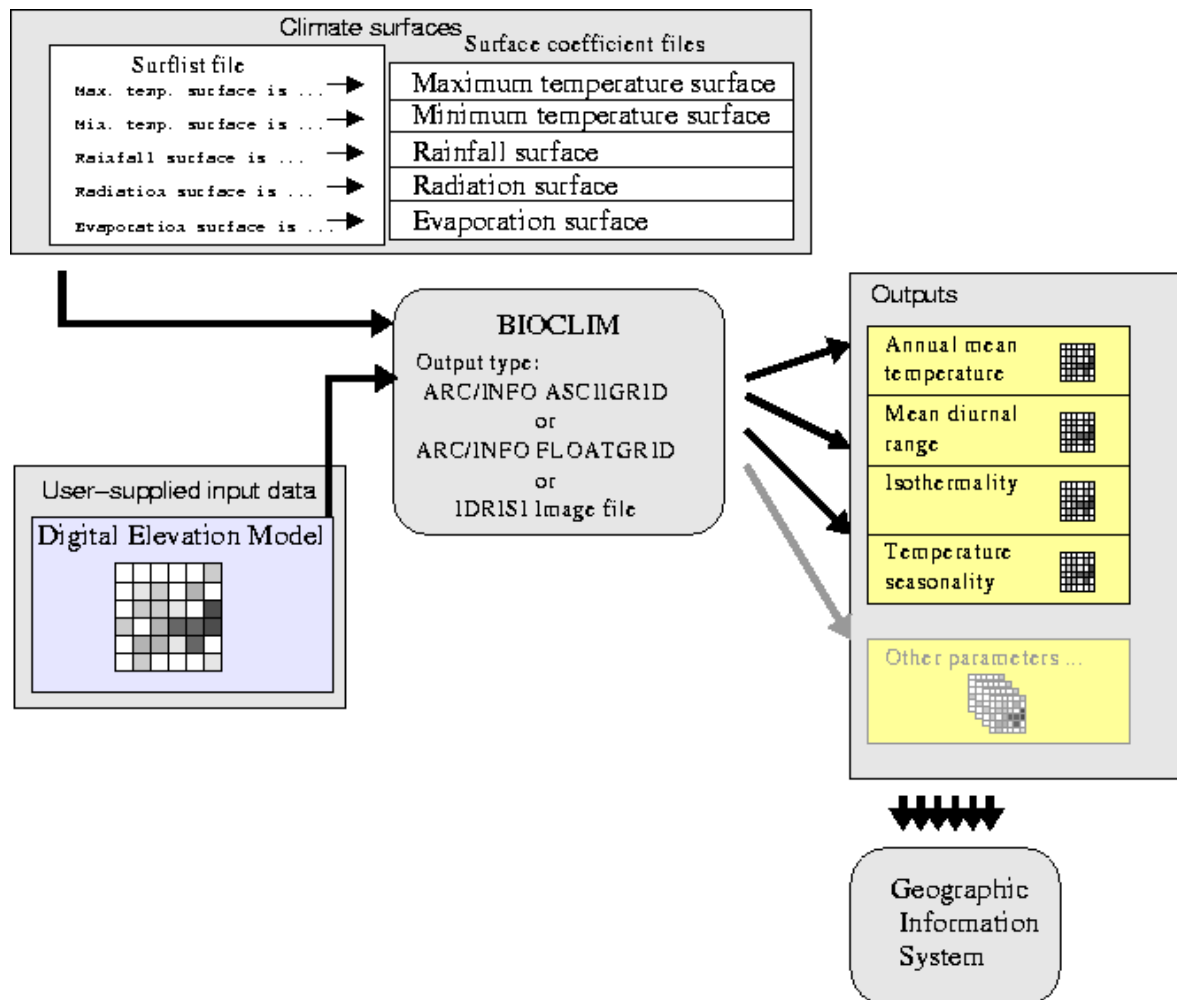 Climate surfaces
Surflist file
Max. temp. surface is ...
Min. temp. surface is ...
Rainfall surface is ...
Radiation surface is ...
Evaporation surface is ...
Surface coefficient files
Maximum temperature surface
Minimum temperature surface
Rainfall surface
Radiation surface
Evaporation surface
User-supplied input data
Digital Elevation Model
BIOCLIM
Output type:
ARC/INFO ASCIIGRID
or
ARC/INFO FLOATGRID
or
IDRISI Image file
Outputs
Annual mean
temperature
Mean diurnal
range
Isothermality
Temperature
seasonality
Other parameters ...
Geographic
Information
System